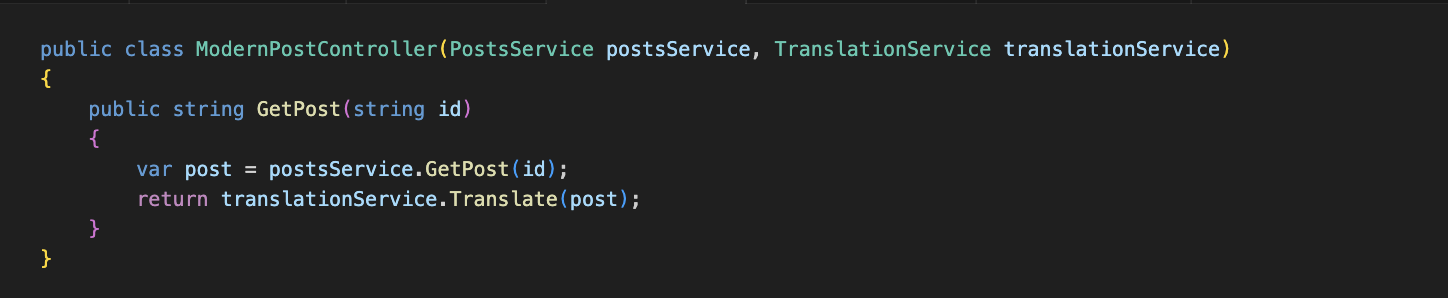 public class ModernPostController(PostsService postsService, TranslationService translationService)
{
    public string GetPost(string id)
    {
        var post = postsService.GetPost(id);
        return translationService.Translate(post);
    }
}